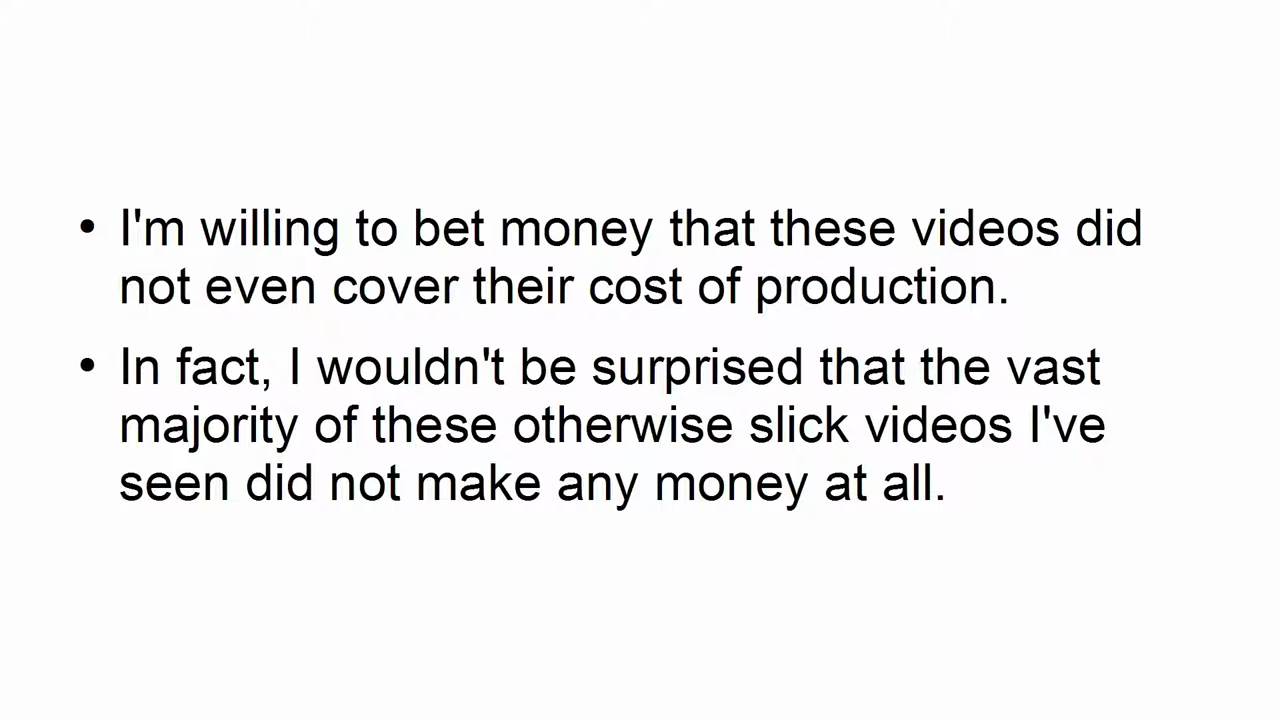 • I'm willing to bet money that these videos did
not even cover their cost of production.
• In fact, I wouldn't be surprised that the vast
majority of these otherwise slick videos I've
seen did not make any money at all.